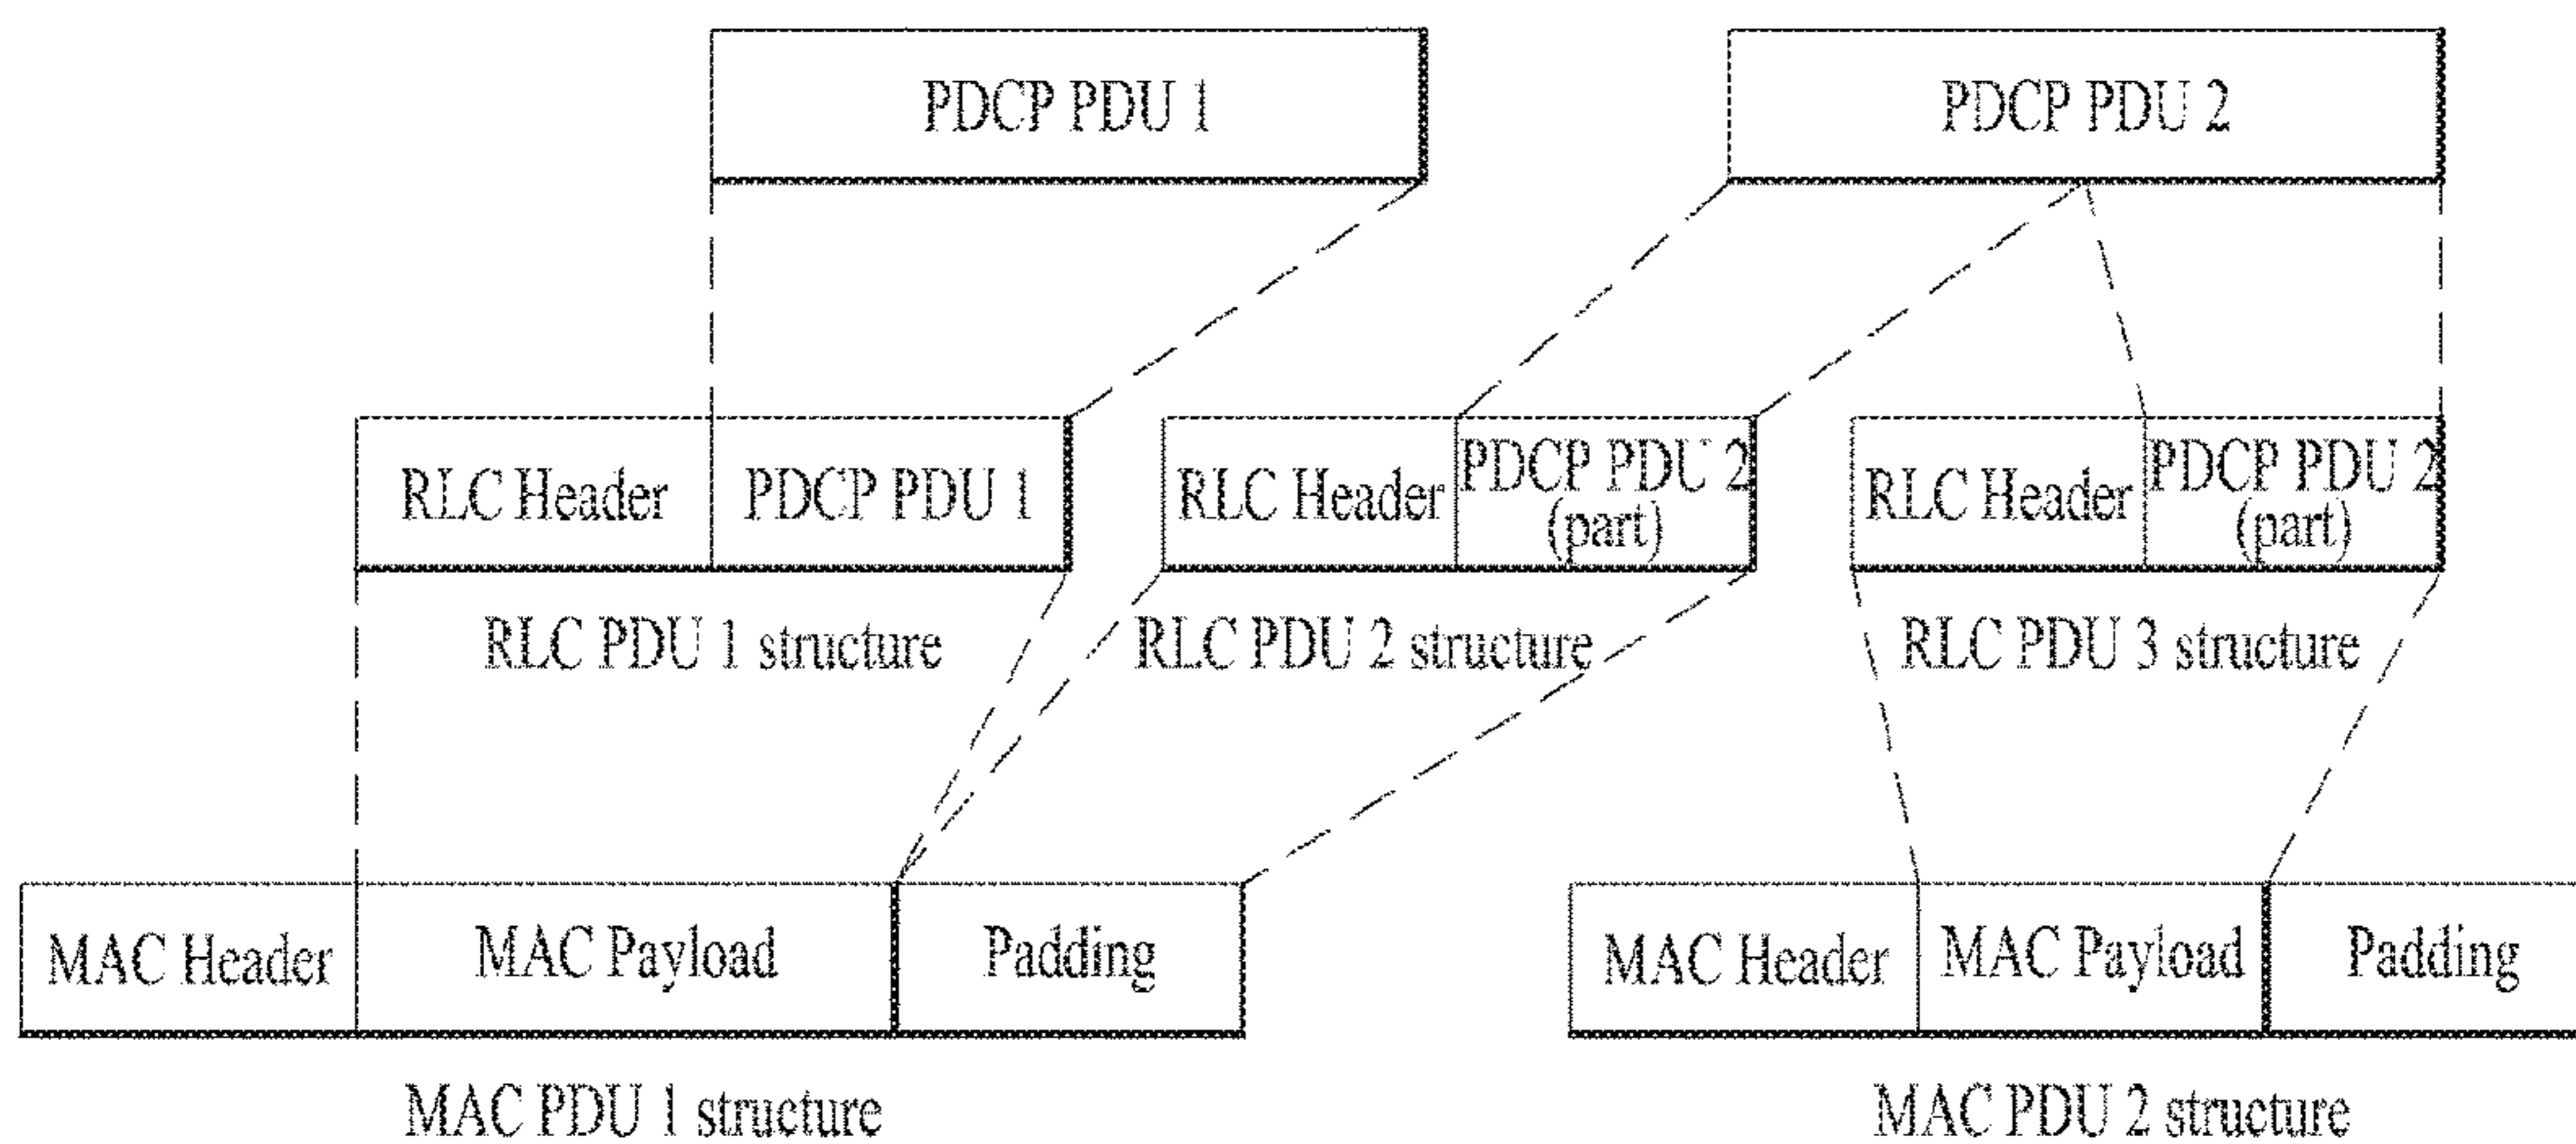 PDCP PDU 1
PDCP PDU 2
RLC Header
PDCP PDU 1
RLC Header
PDCP PDU 2
(part)
RLC Header
PDCP PDU 2
(part)
RLC PDU 1 structure
RLC PDU 2 structure
RLC PDU 3 structure
MAC Header
MAC Payload
Padding
MAC Header
MAC Payload
Padding
MAC PDU 1 structure
MAC PDU 2 structure